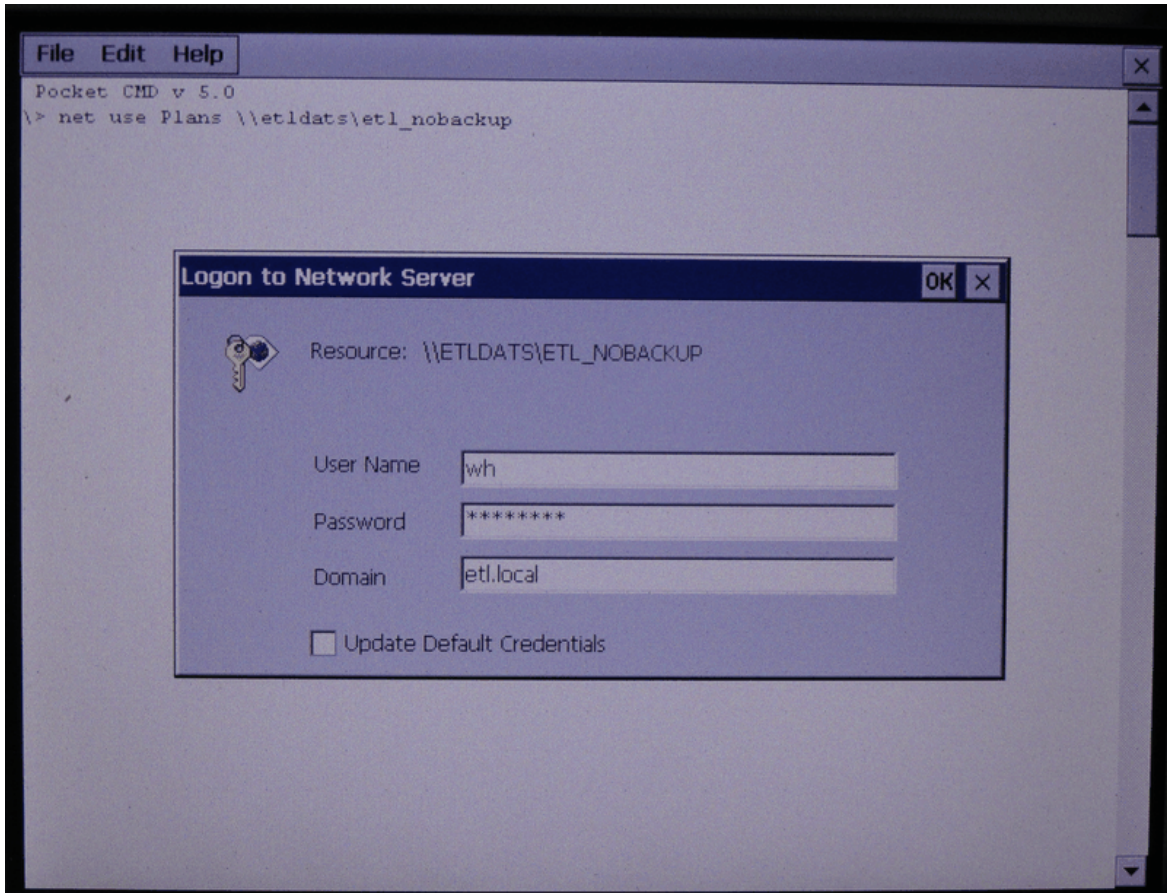 File Edit Help
Pocket CMD v 5.0
\> net use Plans \\etldats\etl_nobackup
Logon to Network Server OK
Resource: \\ETLDATS\ETL_NOBACKUP
User Name wh
Password ********
Domain etl.local
Update Default Credentials